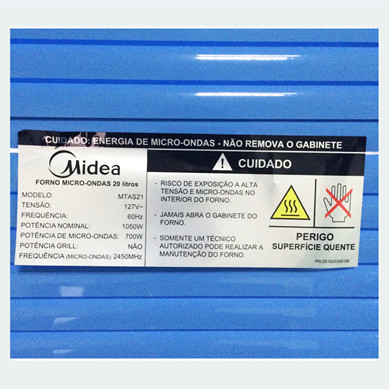 CUIDADO: ENERGIA DE MICRO-ONDAS - NÃO REMOVA O GABINETE
Midea
FORNO MICRO-ONDAS 20 litros
MODELO: MTAS21
TENSÃO: 127V~
FREQUÊNCIA: 60Hz
POTÊNCIA NOMINAL: 1050W
POTÊNCIA DE MICRO-ONDAS: 700W
POTÊNCIA GRILL: NÃO
FREQUÊNCIA (MICRO-ONDAS): 2450MHz
! CUIDADO
- RISCO DE EXPOSIÇÃO A ALTA
TENSÃO E MICRO-ONDAS NO
INTERIOR DO FORNO.
- JAMAIS ABRA O GABINETE DO
FORNO.
- SOMENTE UM TÉCNICO
AUTORIZADO PODE REALIZAR A
MANUTENÇÃO DO FORNO.
PERIGO
SUPERFÍCIE QUENTE